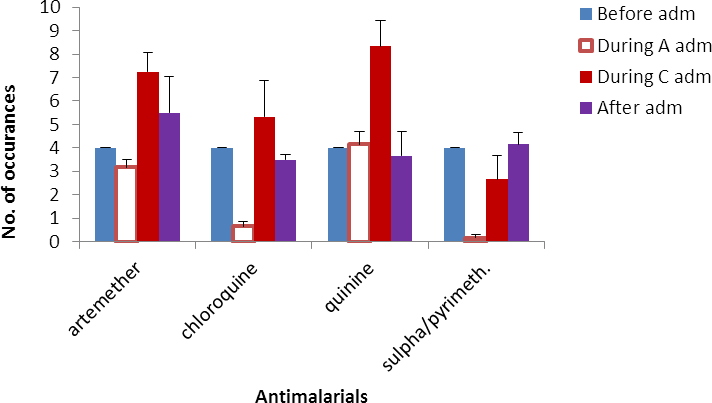 10
9
8
7
6
5
4
3
2
1
0
No. of occurances
artemether
chloroquine
quinine
sulpha/pyrimeth.
Antimalarials
Before adm
During A adm
During C adm
After adm